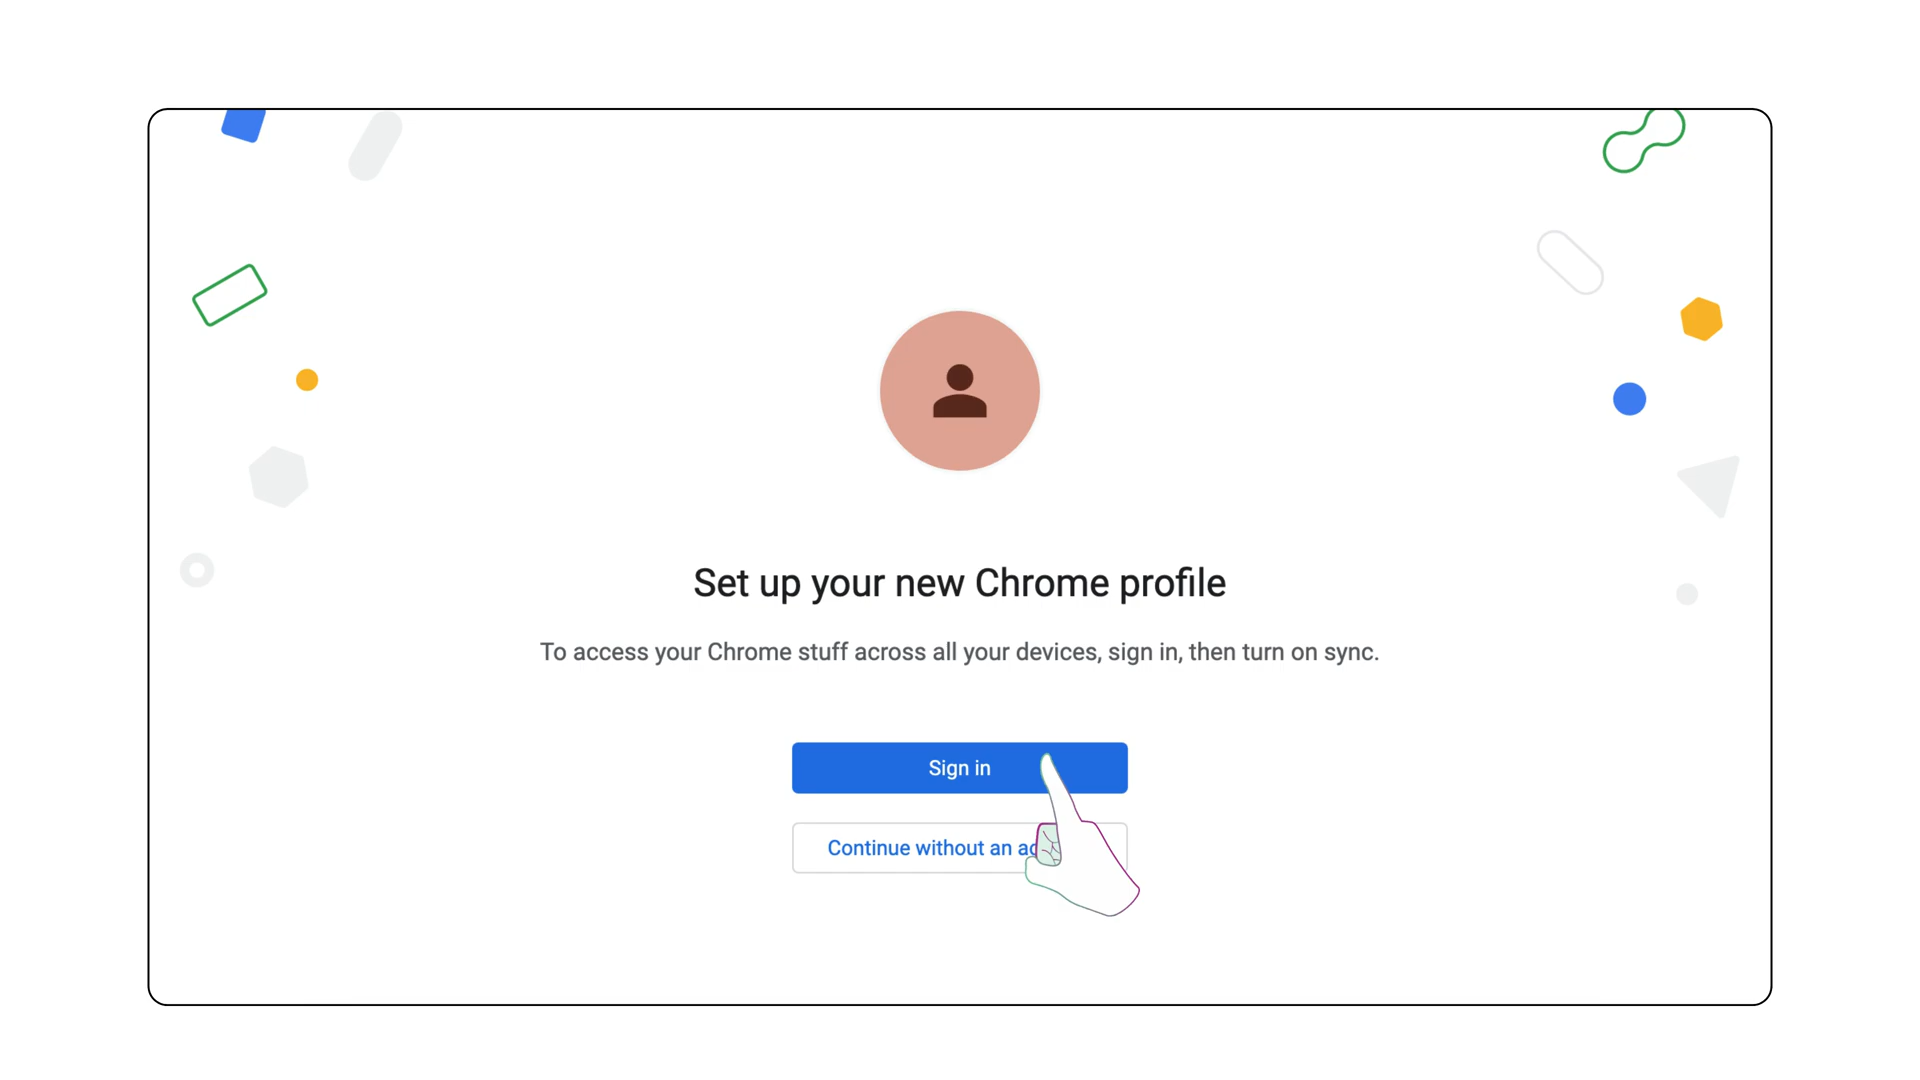 Set up your new Chrome profile
To access your Chrome stuff across all your devices, sign in, then turn on sync.
Sign in
Continue without an